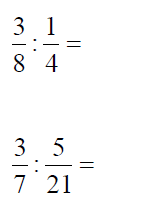 3/8 : 1/4 =
3/7 : 5/21 =